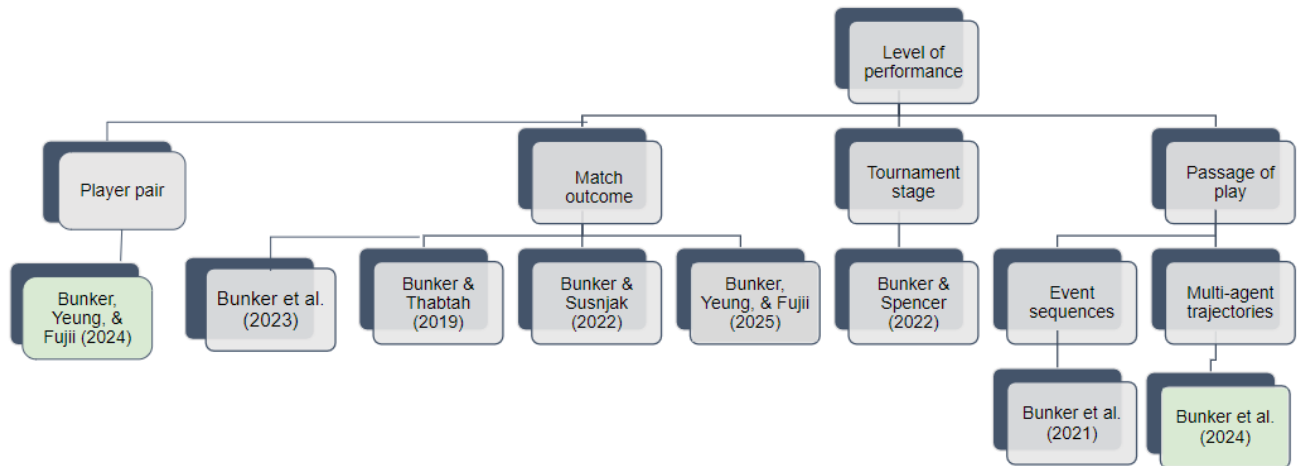 Level of
performance
Player pair
Match
outcome
Tournament
stage
Passage of
play
Bunker,
Yeung, &
Fujii (2024)
Bunker et al.
(2023)
Bunker &
Thabtah
(2019)
Bunker &
Susnjak
(2022)
Bunker,
Yeung, & Fujii
(2025)
Bunker &
Spencer
(2022)
Event
sequences
Multi-agent
trajectories
Bunker et al.
(2021)
Bunker et al.
(2024)